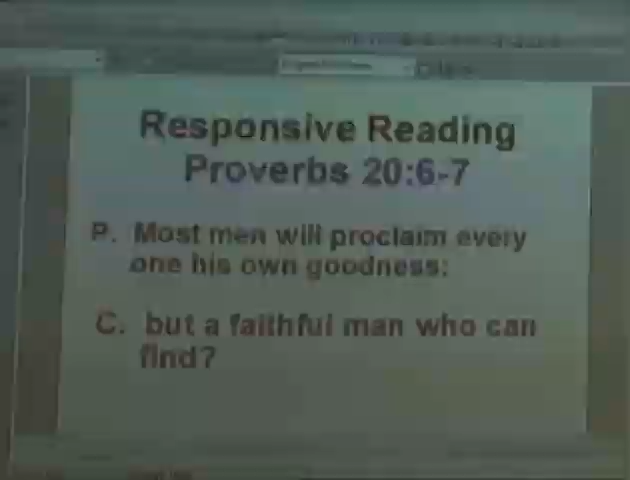 Responsive Reading
Proverbs 20:6-7
P. Most men will proclaim every
one his own goodness:
C. but a faithful man who can
find?